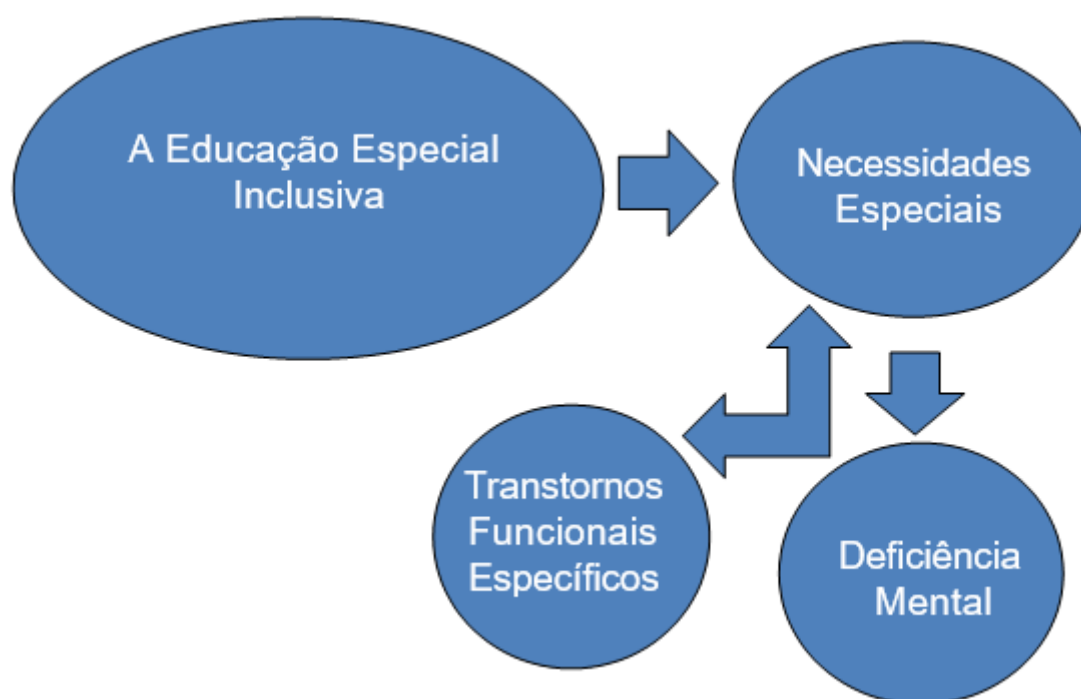 A Educação Especial
Inclusiva
Necessidades
Especiais
Transtornos
Funcionais
Específicos
Deficiência
Mental